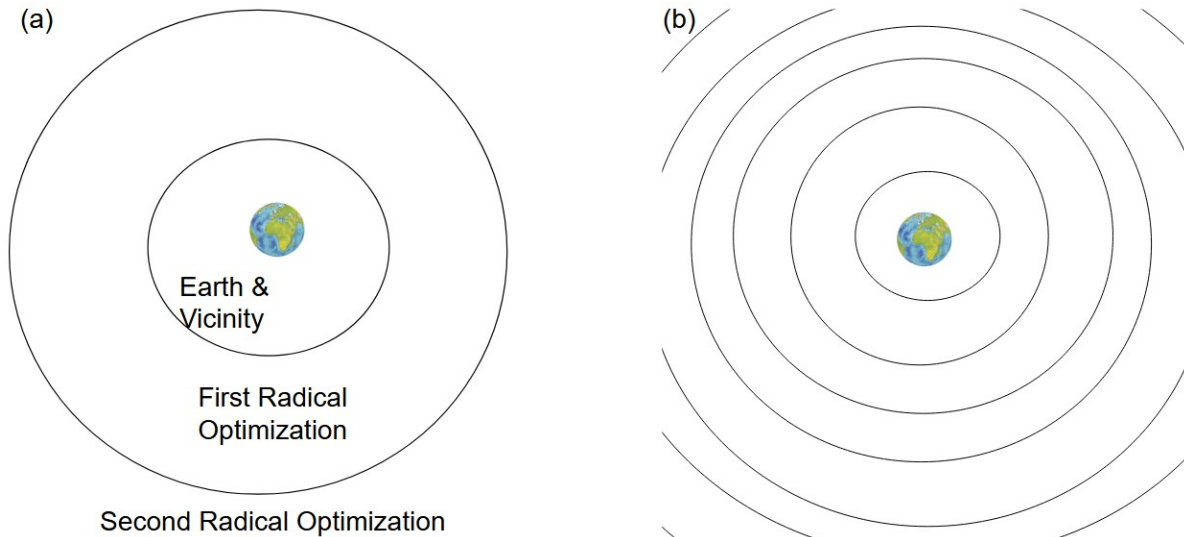 (a)
Earth &
Vicinity
First Radical
Optimization
Second Radical Optimization
(b)